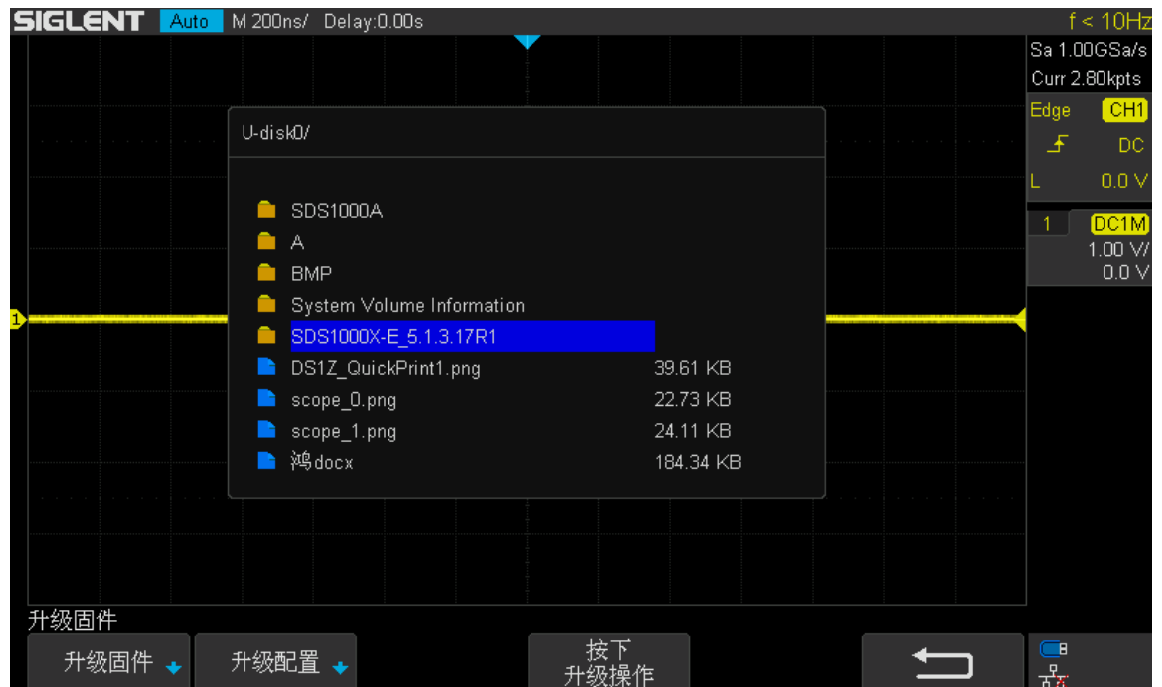 SIGLENT Auto M 200ns/ Delay:0.00s f < 10Hz
Sa 1.00GSa/s
Curr 2.80kpts
Edge CH1
DC
L 0.0 V
1 DC1M
1.00 V/
0.0 V
U-disk0/
SDS1000A
A
BMP
System Volume Information
SDS1000X-E_5.1.3.17R1
DS1Z_QuickPrint1.png 39.61 KB
scope_0.png 22.73 KB
scope_1.png 24.11 KB
鸿docx 184.34 KB
1
升级固件
升级固件 升级配置 按下
升级操作